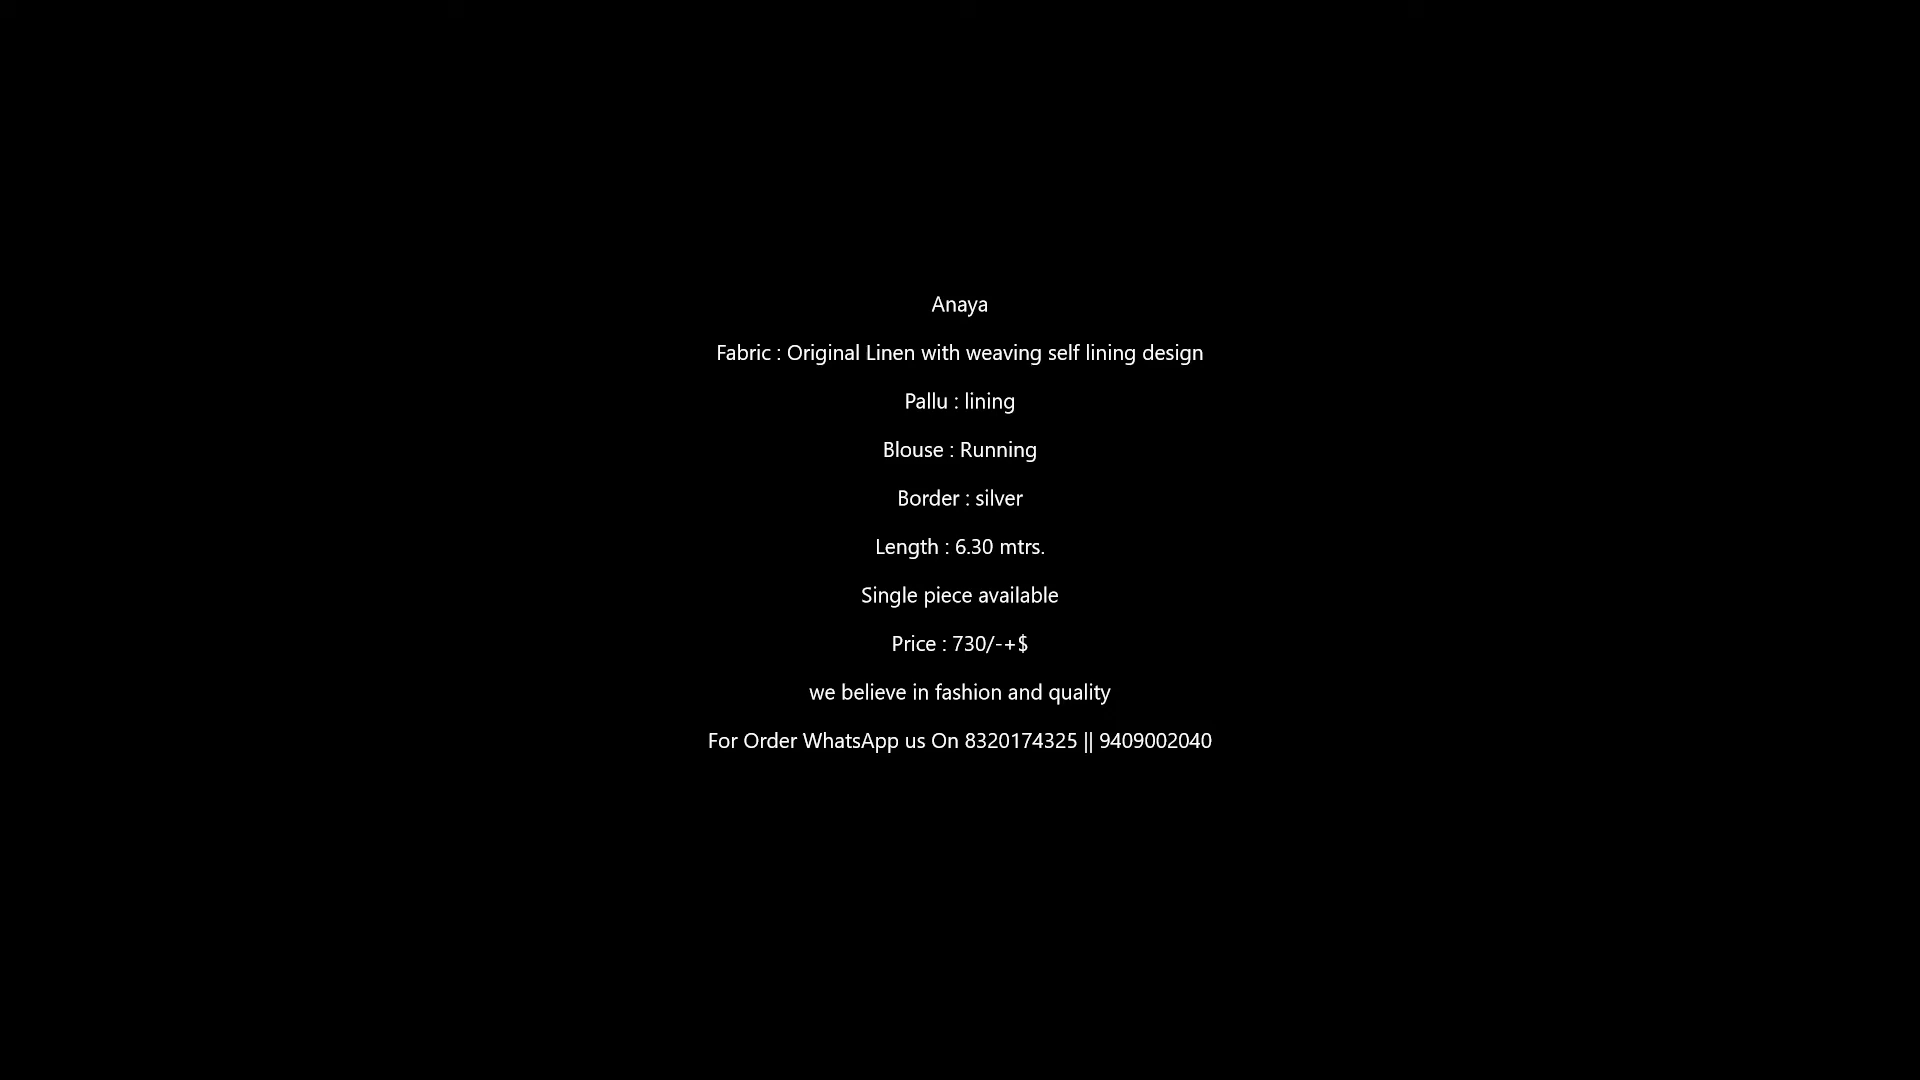 Anaya
Fabric : Original Linen with weaving self lining design
Pallu : lining
Blouse : Running
Border : silver
Length : 6.30 mtrs.
Single piece available
Price : 730/-+$
we believe in fashion and quality
For Order WhatsApp us On 8320174325 || 9409002040